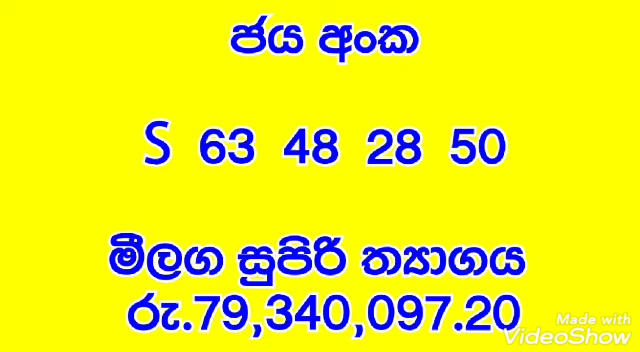 ජය අංක
S 63 48 28 50
මීලග සුපිරි ත්‍යාගය
රු.79,340,097.20
Made with
VideoShow